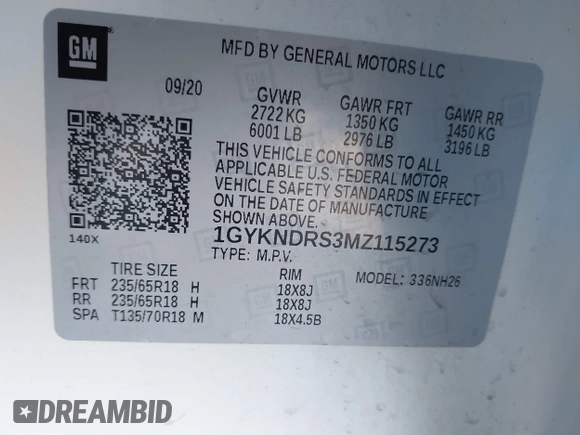 GM
MFD BY GENERAL MOTORS LLC
09/20
GVWR GAWR FRT GAWR RR
2722 KG 1350 KG 1450 KG
6001 LB 2976 LB 3196 LB
THIS VEHICLE CONFORMS TO ALL
APPLICABLE U.S. FEDERAL MOTOR
VEHICLE SAFETY STANDARDS IN EFFECT
ON THE DATE OF MANUFACTURE
SHOWN ABOVE.
140X
1GYKNDRS3MZ115273
TYPE: M.P.V. MODEL: 336NH26
TIRE SIZE RIM
FRT 235/65R18 H 18X8J
RR 235/65R18 H 18X8J
SPA T135/70R18 M 18X4.5B
DREAMBID